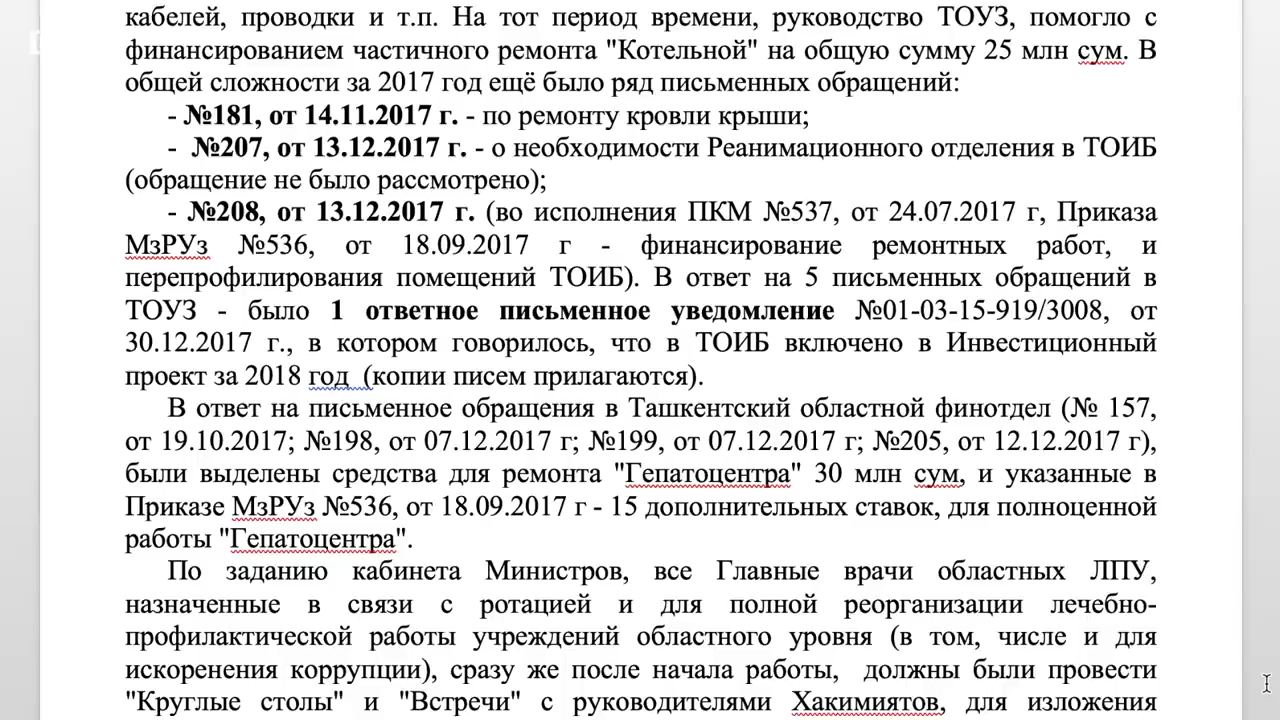 кабелей, проводки и т.п. На тот период времени, руководство ТОУЗ, помогло с
финансированием частичного ремонта "Котельной" на общую сумму 25 млн сум. В
общей сложности за 2017 год ещё было ряд письменных обращений:
- №181, от 14.11.2017 г. - по ремонту кровли крыши;
- №207, от 13.12.2017 г. - о необходимости Реанимационного отделения в ТОИБ
(обращение не было рассмотрено);
- №208, от 13.12.2017 г. (во исполнения ПКМ №537, от 24.07.2017 г, Приказа
МзРУз №536, от 18.09.2017 г - финансирование ремонтных работ, и
перепрофилирования помещений ТОИБ). В ответ на 5 письменных обращений в
ТОУЗ - было 1 ответное письменное уведомление №01-03-15-919/3008, от
30.12.2017 г., в котором говорилось, что в ТОИБ включено в Инвестиционный
проект за 2018 год (копии писем прилагаются).
В ответ на письменное обращения в Ташкентский областной финотдел (№ 157,
от 19.10.2017; №198, от 07.12.2017 г; №199, от 07.12.2017 г; №205, от 12.12.2017 г),
были выделены средства для ремонта "Гепатоцентра" 30 млн сум, и указанные в
Приказе МзРУз №536, от 18.09.2017 г - 15 дополнительных ставок, для полноценной
работы "Гепатоцентра".
По заданию кабинета Министров, все Главные врачи областных ЛПУ,
назначенные в связи с ротацией и для полной реорганизации лечебно-
профилактической работы учреждений областного уровня (в том, числе и для
искоренения коррупции), сразу же после начала работы, должны были провести
"Круглые столы" и "Встречи" с руководителями Хакимиятов, для изложения